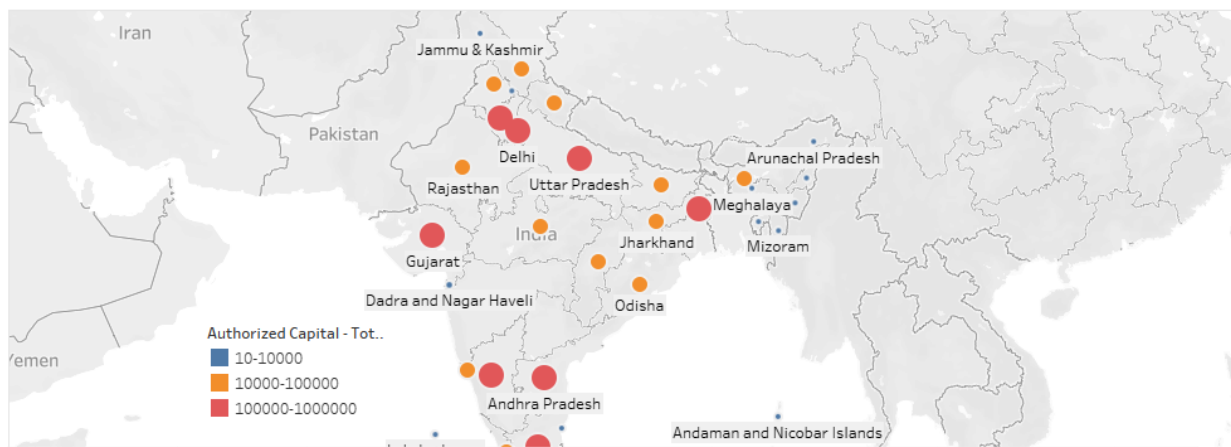 Iran
Jammu & Kashmir
Pakistan
Delhi
Arunachal Pradesh
Rajasthan
Uttar Pradesh
Meghalaya
India
Jharkhand
Mizoram
Gujarat
Dadra and Nagar Haveli
Odisha
Authorized Capital - Tot..
Yemen
10-10000
10000-100000
100000-1000000
Andhra Pradesh
Andaman and Nicobar Islands